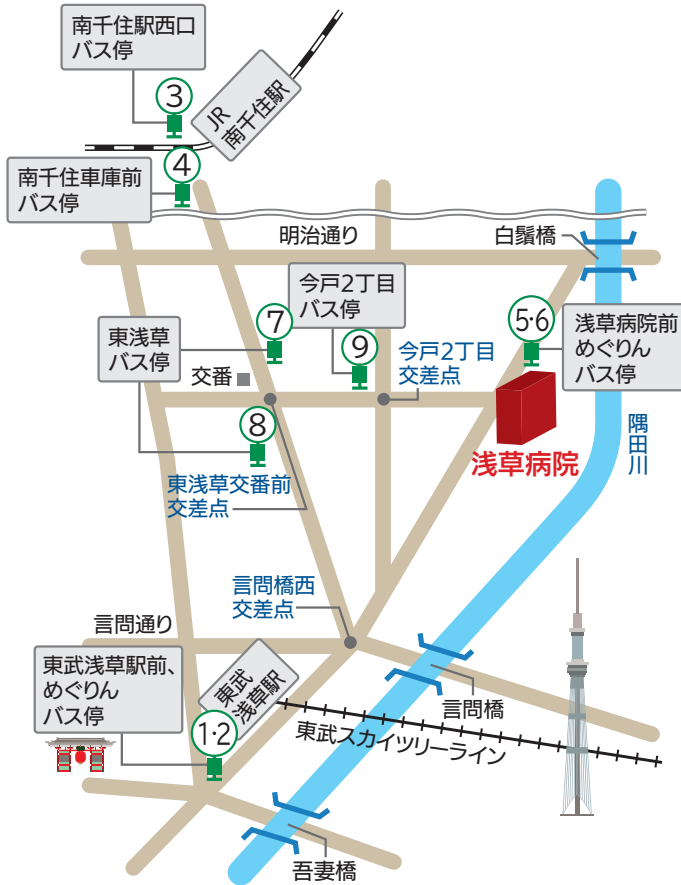 南千住駅西口
バス停
③
JR
南千住駅
④
南千住車庫前
バス停
明治通り
白鬚橋
今戸2丁目
バス停
⑦
⑨
5·6
浅草病院前
めぐりん
バス停
東浅草
バス停
今戸2丁目
交差点
交番
⑧
浅草病院
隅田川
東浅草交番前
交差点
言問橋西
交差点
言問通り
東武浅草駅前、
めぐりん
バス停
東武
浅草駅
1·2
言問橋
東武スカイツリーライン
吾妻橋